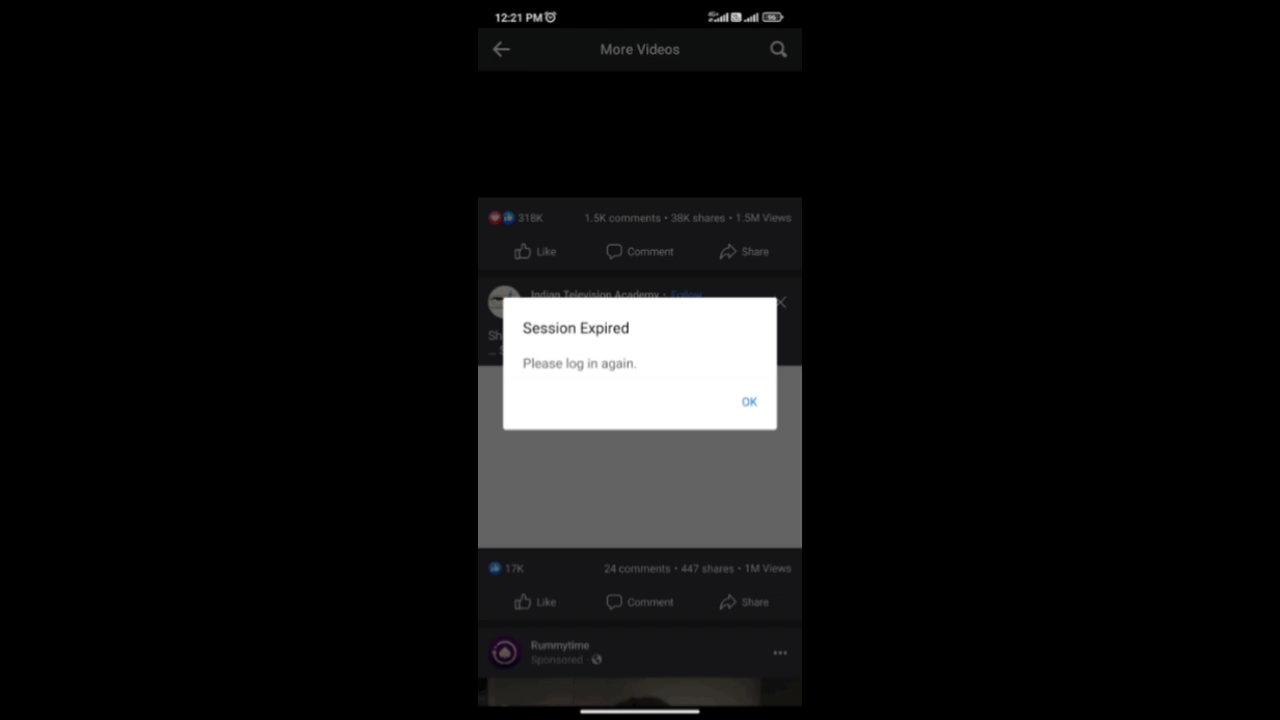 12:21 PM
More Videos
318K 1.5K comments • 38K shares • 1.5M Views
Like Comment Share
Indian Television Academy • Follow
Sh
Session Expired
Please log in again.
OK
17K 24 comments • 447 shares • 1M Views
Like Comment Share
Rummytime
Sponsored ·